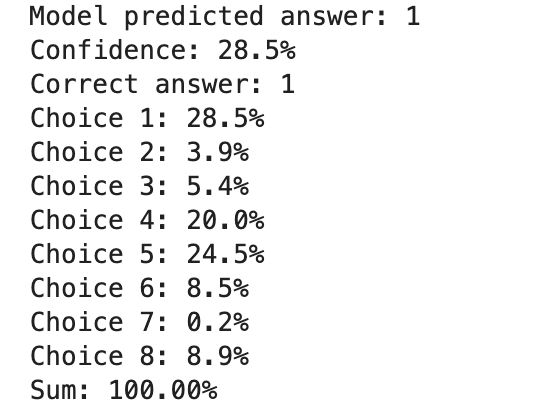 Model predicted answer: 1
Confidence: 28.5%
Correct answer: 1
Choice 1: 28.5%
Choice 2: 3.9%
Choice 3: 5.4%
Choice 4: 20.0%
Choice 5: 24.5%
Choice 6: 8.5%
Choice 7: 0.2%
Choice 8: 8.9%
Sum: 100.00%